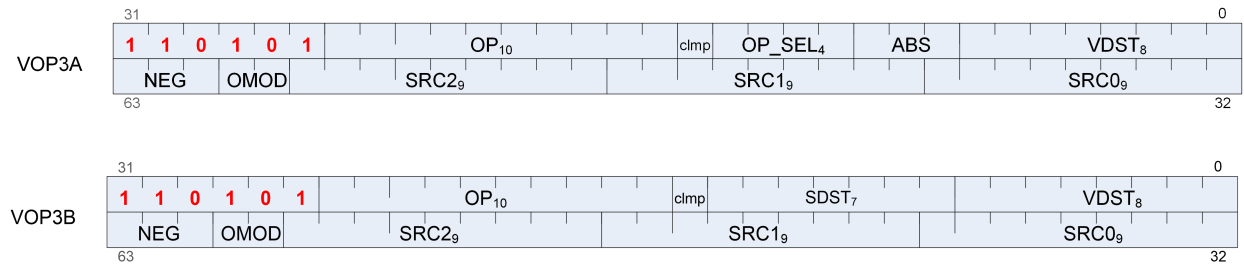 31 0
VOP3A
1 1 0 1 0 1 OP₁₀ clmp OP_SEL₄ ABS VDST₈
NEG OMOD SRC2₉ SRC1₉ SRC0₉
63 32
31 0
VOP3B
1 1 0 1 0 1 OP₁₀ clmp SDST₇ VDST₈
NEG OMOD SRC2₉ SRC1₉ SRC0₉
63 32